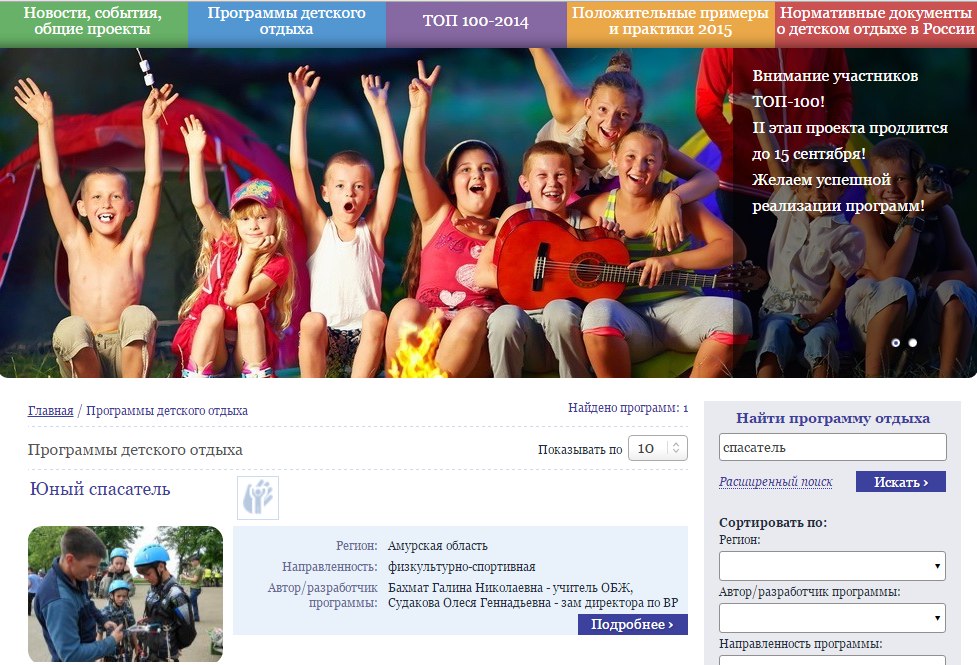 Новости, события,
общие проекты
Программы детского
отдыха
ТОП 100-2014
Положительные примеры
и практики 2015
Нормативные документы
о детском отдыхе в России
Внимание участников
ТОП-100!
II этап проекта продлится
до 15 сентября!
Желаем успешной
реализации программ!
Главная / Программы детского отдыха
Найдено программ: 1
Программы детского отдыха
Показывать по 10
Юный спасатель
Регион: Амурская область
Направленность: физкультурно-спортивная
Автор/разработчик Бахмат Галина Николаевна - учитель ОБЖ,
программы: Судакова Олеся Геннадьевна - зам директора по ВР
Подробнее ›
Найти программу отдыха
спасатель
Расширенный поиск
Искать ›
Сортировать по:
Регион:
Автор/разработчик программы:
Направленность программы: